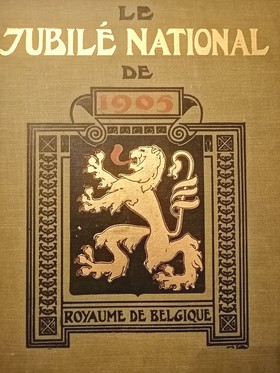 LE
JUBILÉ NATIONAL
DE
1905
ROYAUME DE BELGIQUE